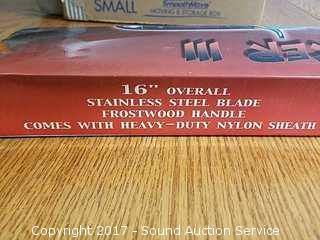 SMALL
SmoothMove
MOVING & STORAGE BOX
III
16" OVERALL
STAINLESS STEEL BLADE
FROSTWOOD HANDLE
COMES WITH HEAVY-DUTY NYLON SHEATH
Copyright 2017 - Sound Auction Service